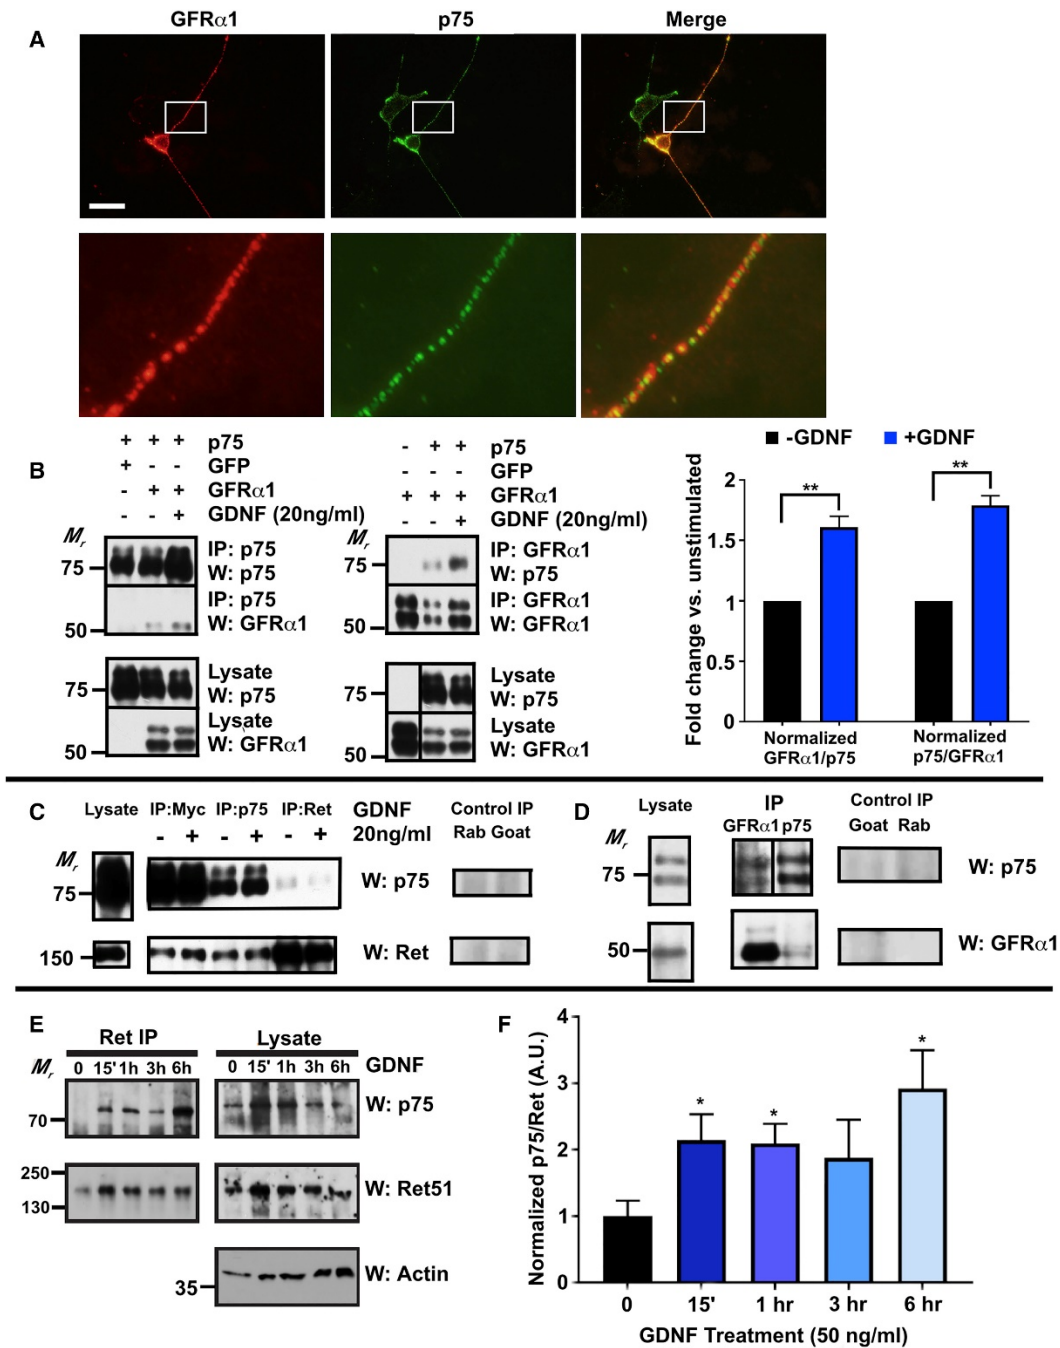 GFRα1 p75 Merge
A
B
+ + + p75
+ - - GFP
- + + GFRα1
- - + GDNF (20ng/ml)
Mr
75
IP: p75
W: p75
IP: p75
W: GFRα1
50
75
Lysate
W: p75
Lysate
W: GFRα1
50
- + + p75
- - - GFP
+ + + GFRα1
- - + GDNF (20ng/ml)
Mr
75
IP: GFRα1
W: p75
IP: GFRα1
W: GFRα1
50
75
Lysate
W: p75
Lysate
W: GFRα1
50
-GDNF +GDNF
Fold change vs. unstimulated
2
1.5
1
0.5
0
** **
Normalized GFRα1/p75
Normalized p75/GFRα1
C
Lysate IP:Myc IP:p75 IP:Ret GDNF 20ng/ml
- + - + - +
Control IP
Rab Goat
Mr
75
W: p75
150
W: Ret
D
Lysate IP Control IP
GFRα1 p75 Goat Rab
Mr
75
W: p75
50
W: GFRα1
E
Ret IP Lysate
Mr 0 15' 1h 3h 6h 0 15' 1h 3h 6h GDNF
70
W: p75
250
130
W: Ret51
35
W: Actin
F
Normalized p75/Ret (A.U.)
4
3
2
1
0
* * *
0 15' 1 hr 3 hr 6 hr
GDNF Treatment (50 ng/ml)